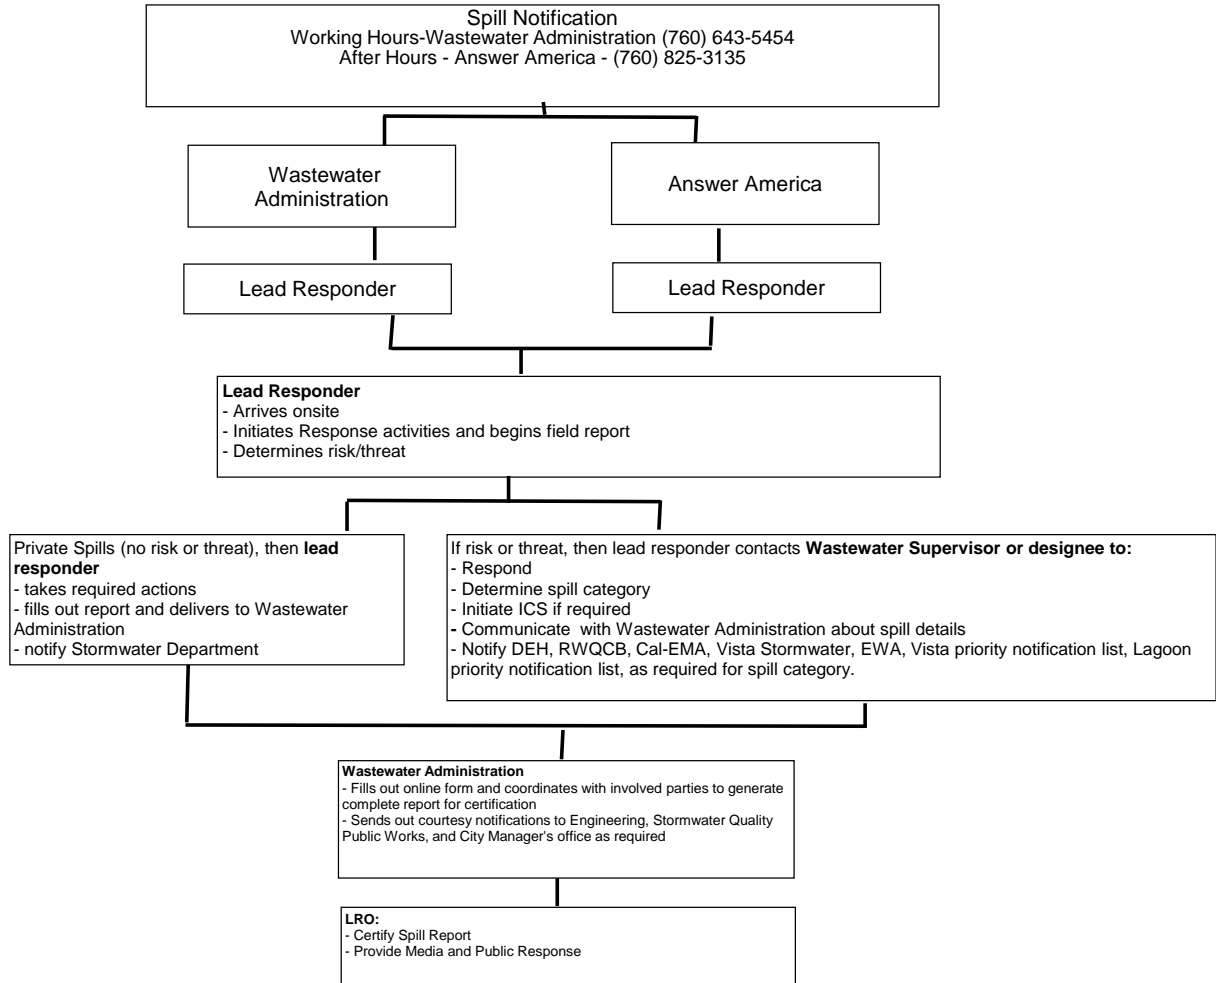 Spill Notification
Working Hours-Wastewater Administration (760) 643-5454
After Hours - Answer America - (760) 825-3135
Wastewater
Administration
Answer America
Lead Responder
Lead Responder
Lead Responder
- Arrives onsite
- Initiates Response activities and begins field report
- Determines risk/threat
Private Spills (no risk or threat), then lead
responder
- takes required actions
- fills out report and delivers to Wastewater
Administration
- notify Stormwater Department
If risk or threat, then lead responder contacts Wastewater Supervisor or designee to:
- Respond
- Determine spill category
- Initiate ICS if required
- Communicate with Wastewater Administration about spill details
- Notify DEH, RWQCB, Cal-EMA, Vista Stormwater, EWA, Vista priority notification list, Lagoon
priority notification list, as required for spill category.
Wastewater Administration
- Fills out online form and coordinates with involved parties to generate
complete report for certification
- Sends out courtesy notifications to Engineering, Stormwater Quality
Public Works, and City Manager's office as required
LRO:
- Certify Spill Report
- Provide Media and Public Response